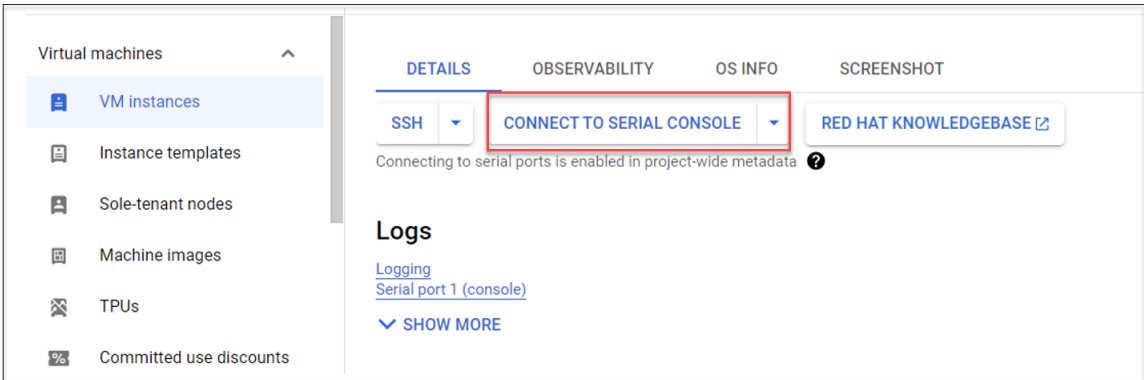 Virtual machines
VM instances
Instance templates
Sole-tenant nodes
Machine images
TPUs
Committed use discounts
DETAILS OBSERVABILITY OS INFO SCREENSHOT
SSH CONNECT TO SERIAL CONSOLE RED HAT KNOWLEDGEBASE
Connecting to serial ports is enabled in project-wide metadata ?
Logs
Logging
Serial port 1 (console)
SHOW MORE